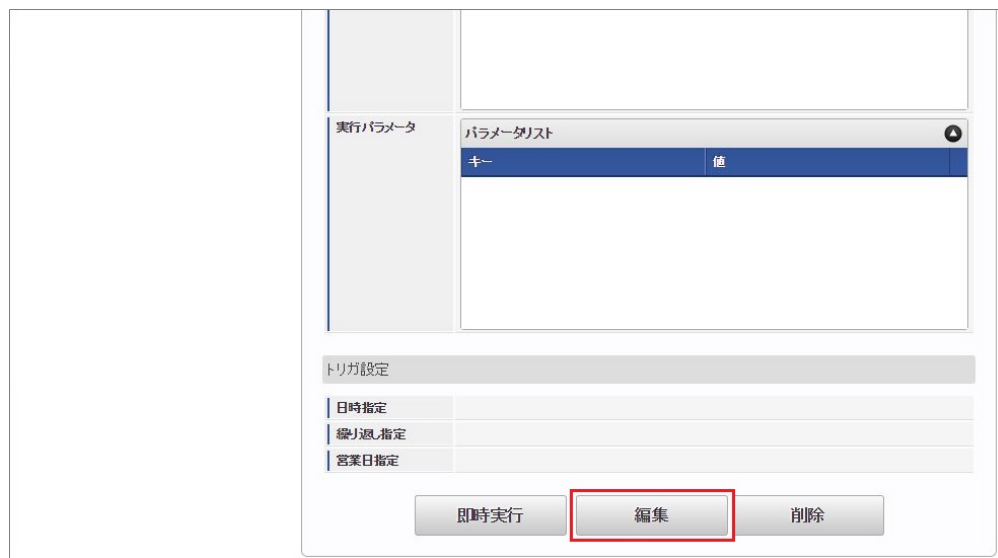 実行パラメータ
パラメータリスト
キー 値
トリガ設定
日時指定
繰り返し指定
営業日指定
即時実行 編集 削除